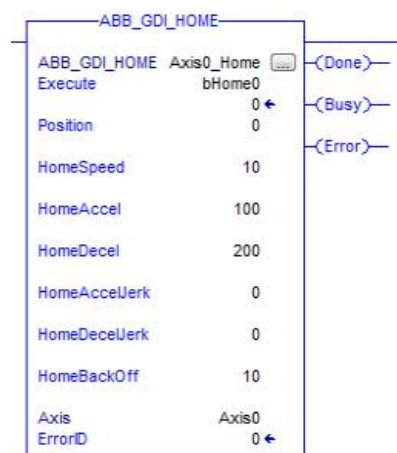 ABB_GDI_HOME
ABB_GDI_HOME Axis0_Home ... (Done)
Execute bHome0
0 (Busy)
Position 0
(Error)
HomeSpeed 10
HomeAccel 100
HomeDecel 200
HomeAccelJerk 0
HomeDecelJerk 0
HomeBackOff 10
Axis Axis0
ErrorID 0